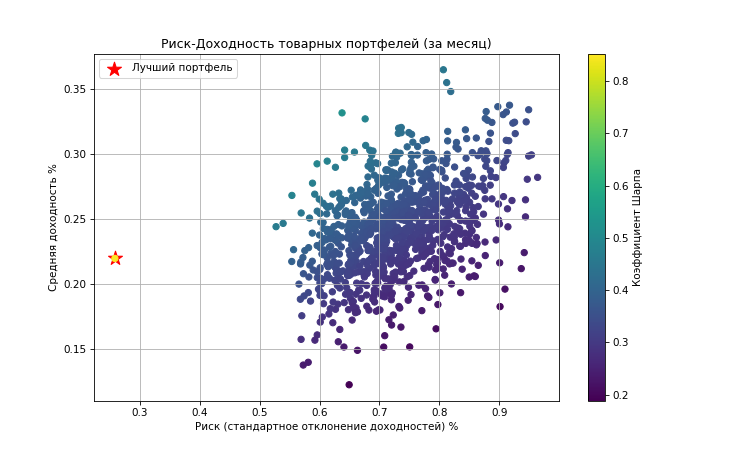 Риск-Доходность товарных портфелей (за месяц)
Лучший портфель
Средняя доходность %
0.35
0.30
0.25
0.20
0.15
0.3 0.4 0.5 0.6 0.7 0.8 0.9
Риск (стандартное отклонение доходностей) %
0.8
0.7
0.6
0.5
0.4
0.3
0.2
Коэффициент Шарпа